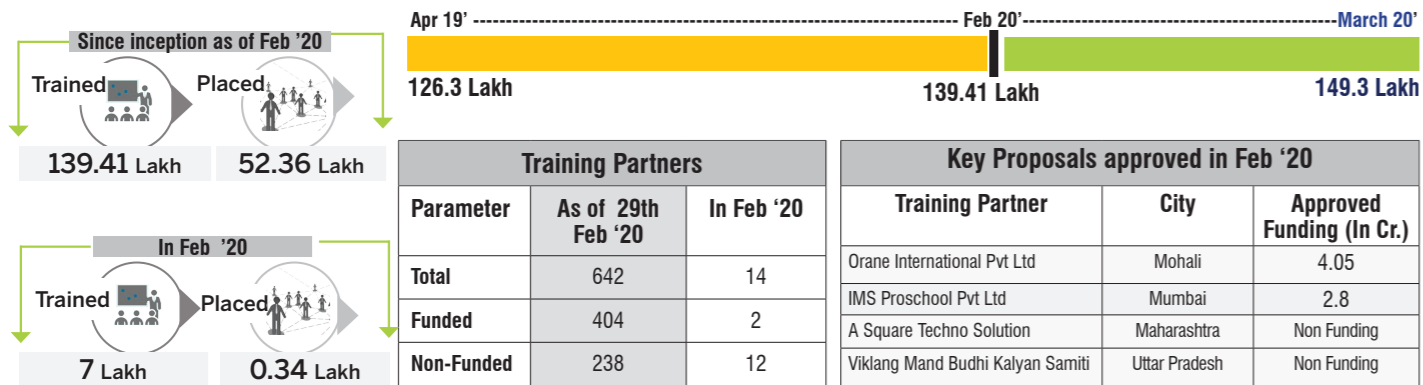 Since inception as of Feb '20
Trained
Placed
139.41 Lakh
52.36 Lakh
In Feb '20
Trained
Placed
7 Lakh
0.34 Lakh
Apr 19' Feb 20' March 20'
126.3 Lakh 139.41 Lakh 149.3 Lakh
Training Partners
Parameter As of 29th Feb '20 In Feb '20
Total 642 14
Funded 404 2
Non-Funded 238 12
Key Proposals approved in Feb '20
Training Partner City Approved Funding (In Cr.)
Orane International Pvt Ltd Mohali 4.05
IMS Proschool Pvt Ltd Mumbai 2.8
A Square Techno Solution Maharashtra Non Funding
Viklang Mand Budhi Kalyan Samiti Uttar Pradesh Non Funding